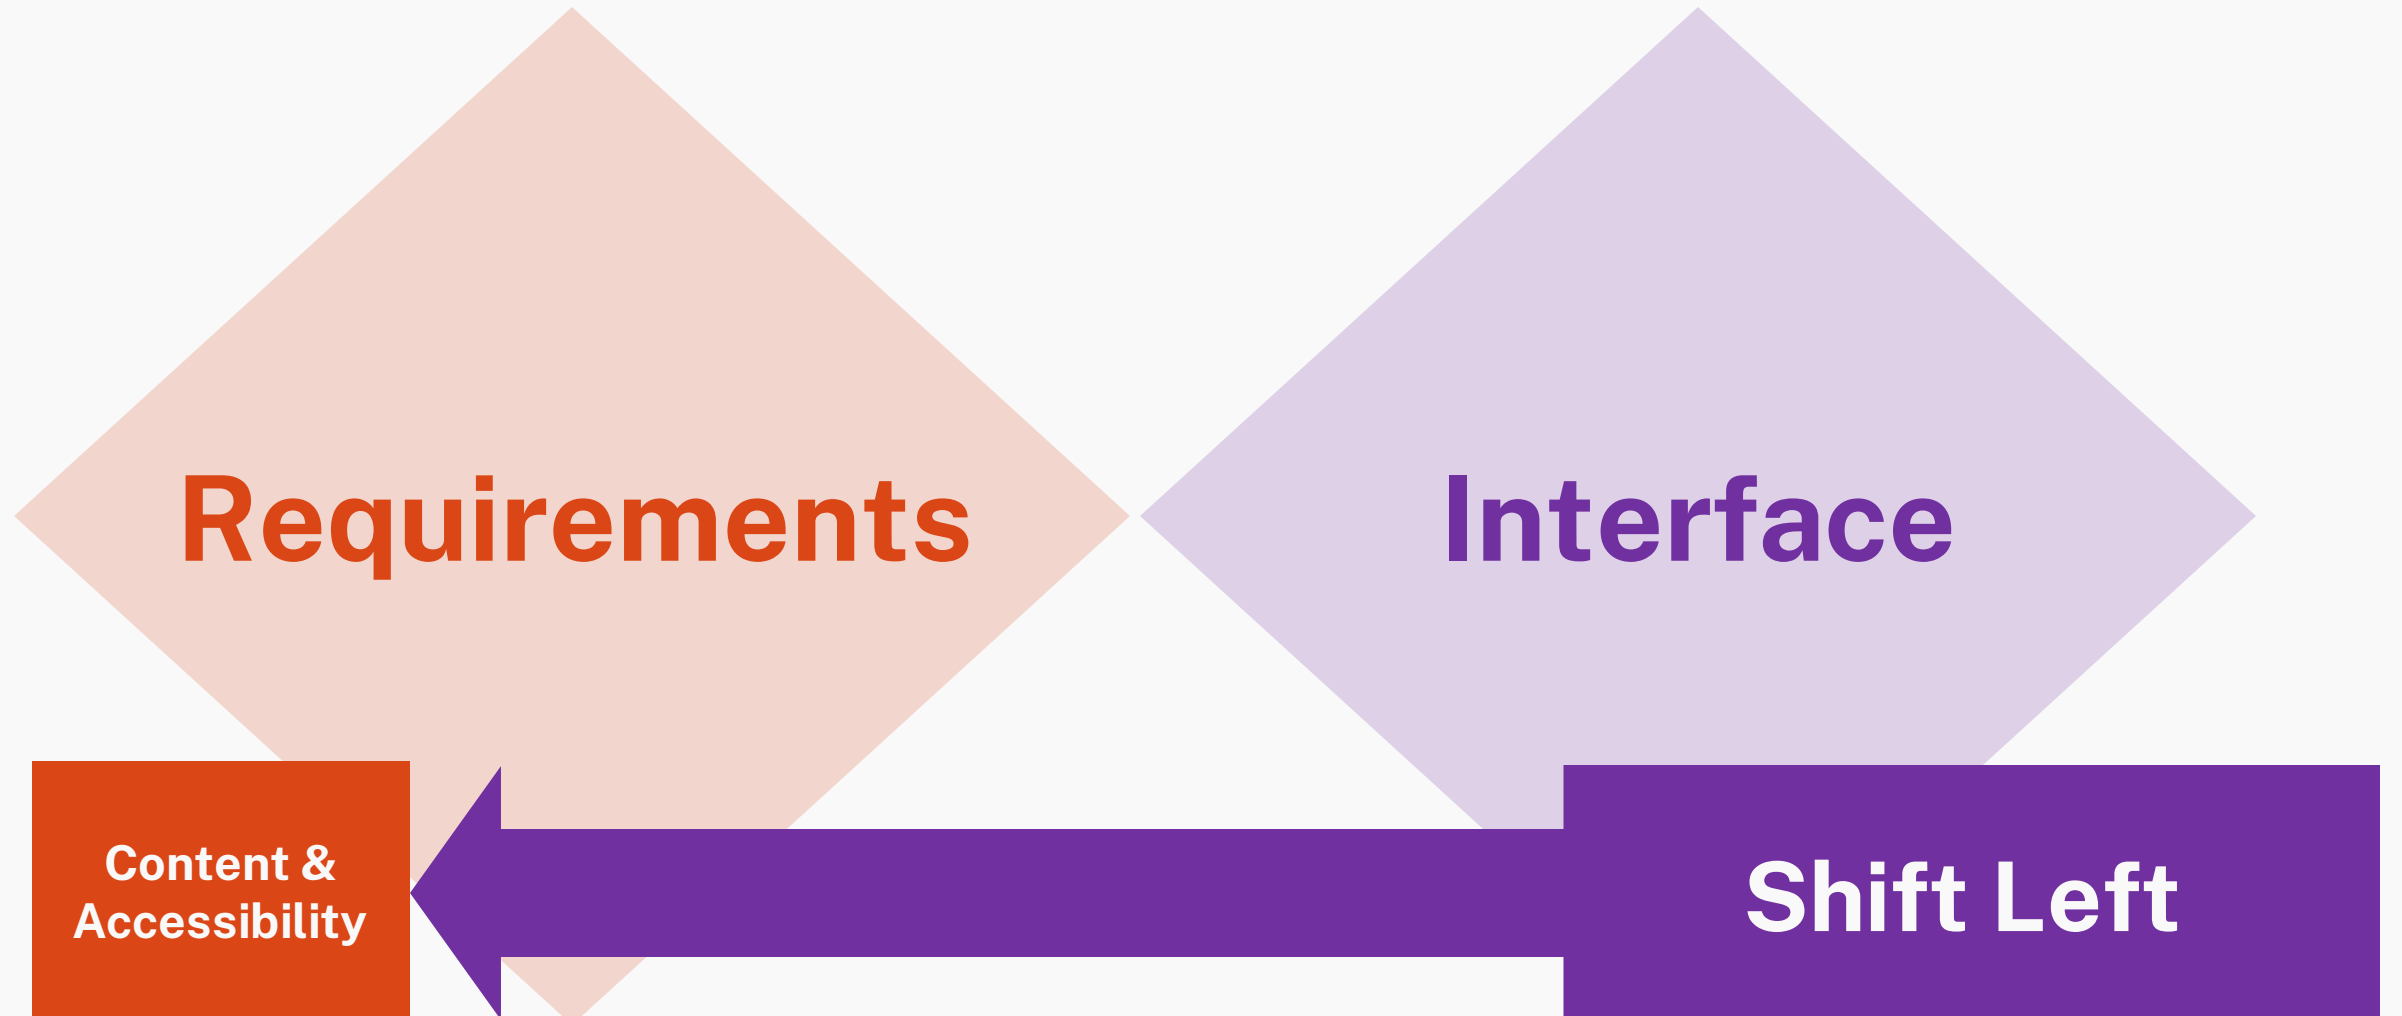 Requirements
Interface
Content &
Accessibility
Shift Left